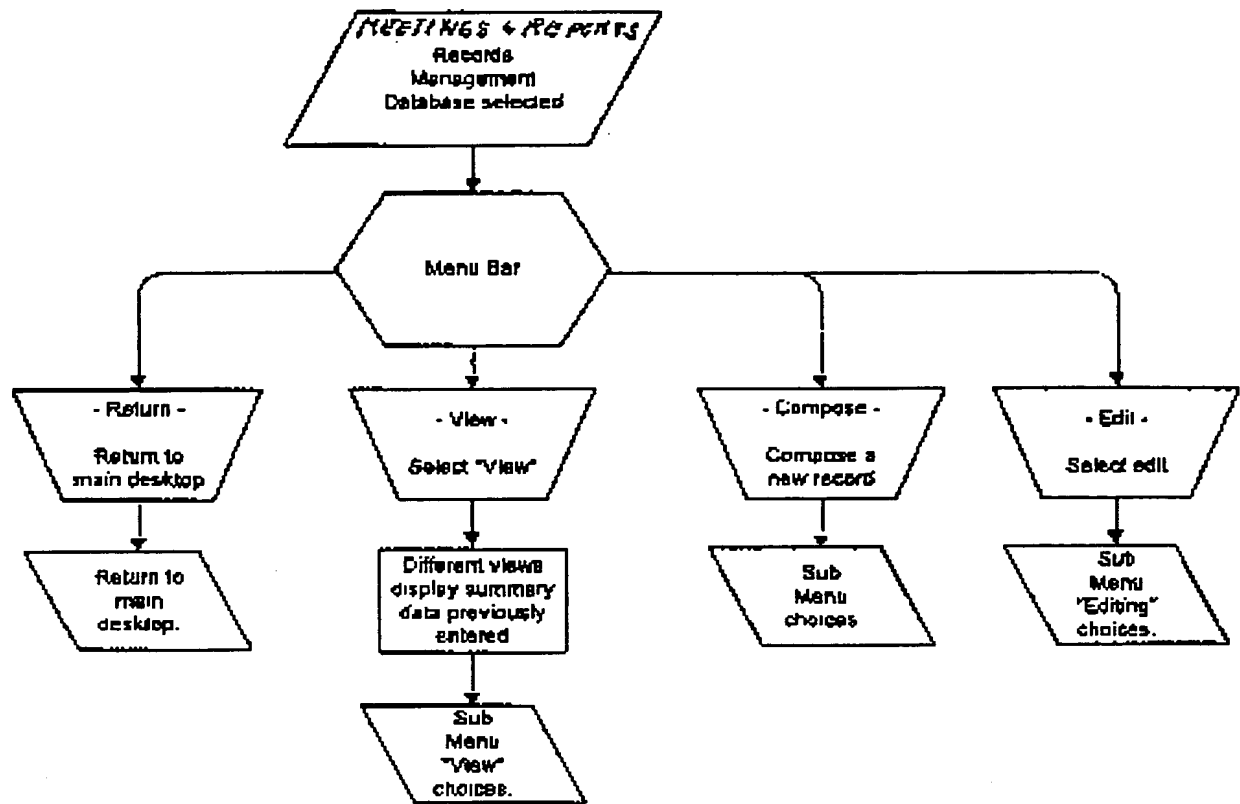 MEETINGS & REPORTS
Records
Management
Database selected
Menu Bar
- Return -
Return to
main desktop
- View -
Select "View"
- Compose -
Compose a
new record
- Edit -
Select edit
Return to
main
desktop.
Different views
display summary
data previously
entered
Sub
Menu
choices
Sub
Menu
"Editing"
choices.
Sub
Menu
"View"
choices.